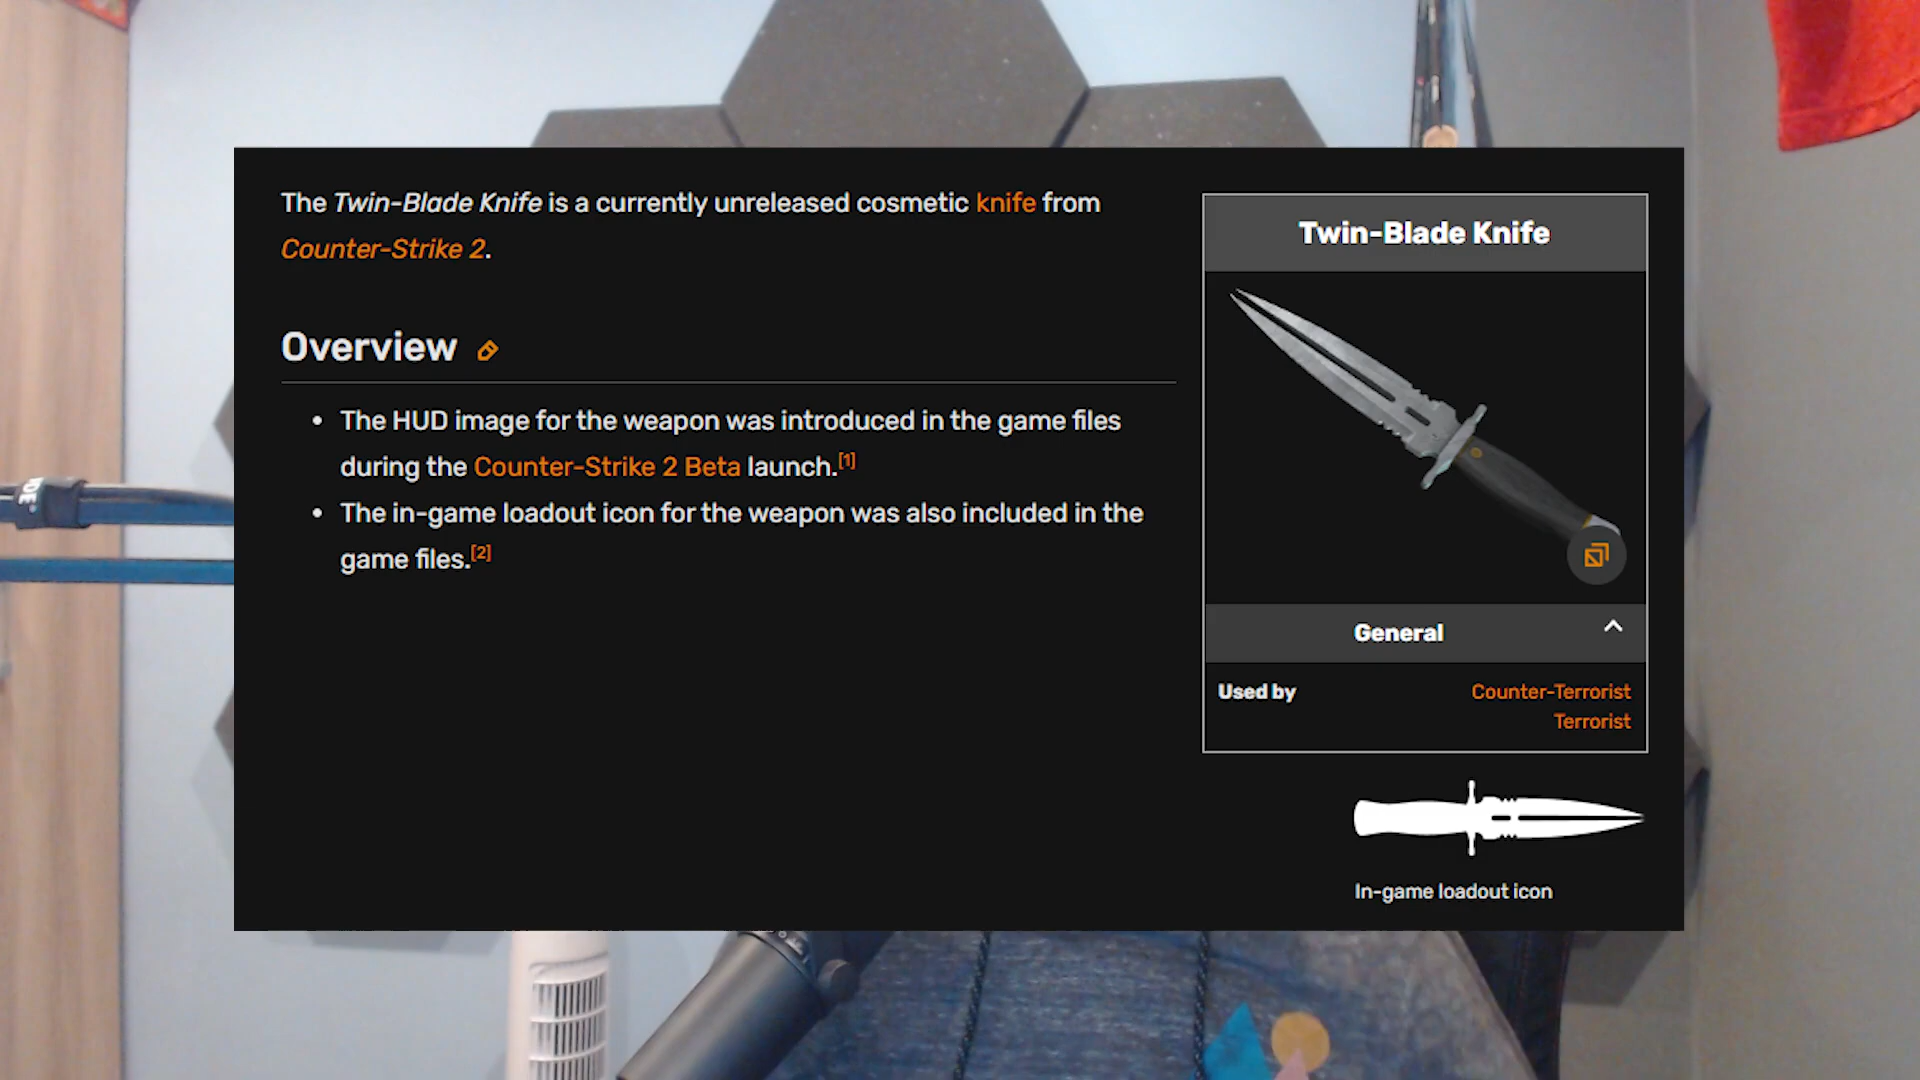 The Twin-Blade Knife is a currently unreleased cosmetic knife from
Counter-Strike 2.
Overview
• The HUD image for the weapon was introduced in the game files
during the Counter-Strike 2 Beta launch.[1]
• The in-game loadout icon for the weapon was also included in the
game files.[2]
Twin-Blade Knife
General
Used by
Counter-Terrorist
Terrorist
In-game loadout icon